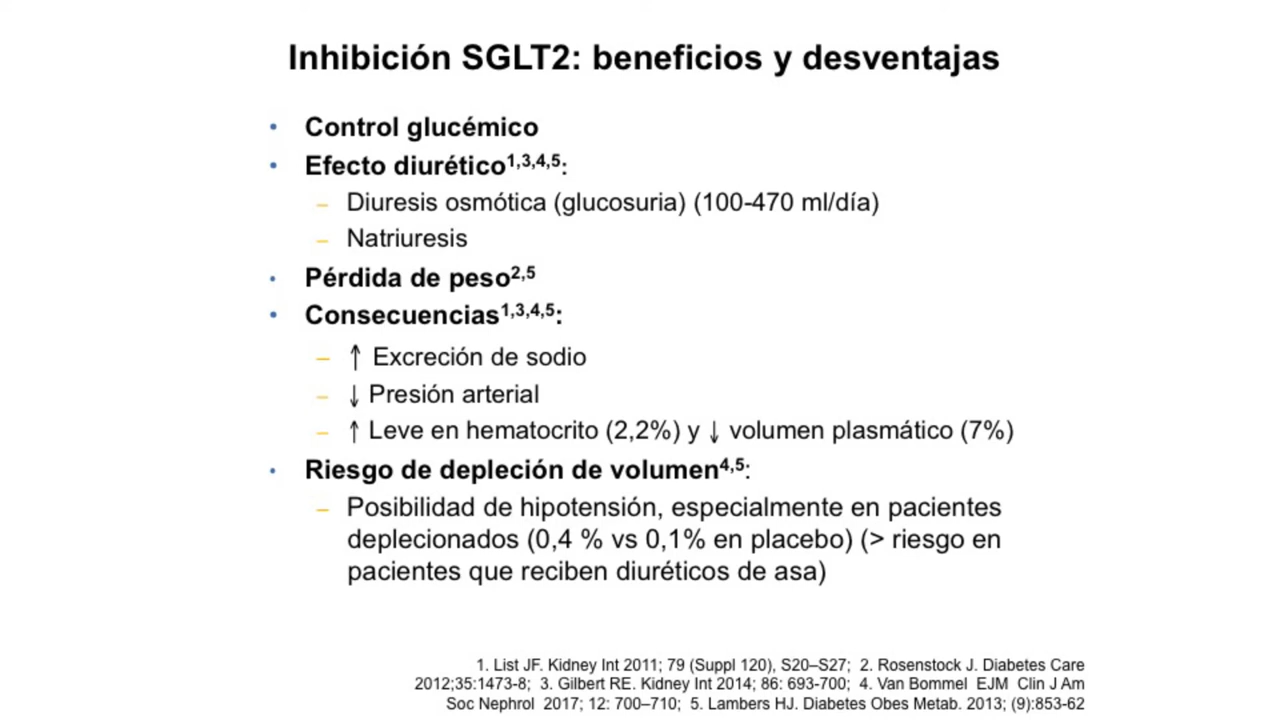 Inhibición SGLT2: beneficios y desventajas
• Control glucémico
• Efecto diurético1,3,4,5:
– Diuresis osmótica (glucosuria) (100-470 ml/día)
– Natriuresis
• Pérdida de peso2,5
• Consecuencias1,3,4,5:
– ↑ Excreción de sodio
– ↓ Presión arterial
– ↑ Leve en hematocrito (2,2%) y ↓ volumen plasmático (7%)
• Riesgo de depleción de volumen4,5:
– Posibilidad de hipotensión, especialmente en pacientes
deplecionados (0,4 % vs 0,1% en placebo) (> riesgo en
pacientes que reciben diuréticos de asa)
1. List JF. Kidney Int 2011; 79 (Suppl 120), S20–S27; 2. Rosenstock J. Diabetes Care
2012;35:1473-8; 3. Gilbert RE. Kidney Int 2014; 86: 693-700; 4. Van Bommel EJM Clin J Am
Soc Nephrol 2017; 12: 700–710; 5. Lambers HJ. Diabetes Obes Metab. 2013; (9):853-62